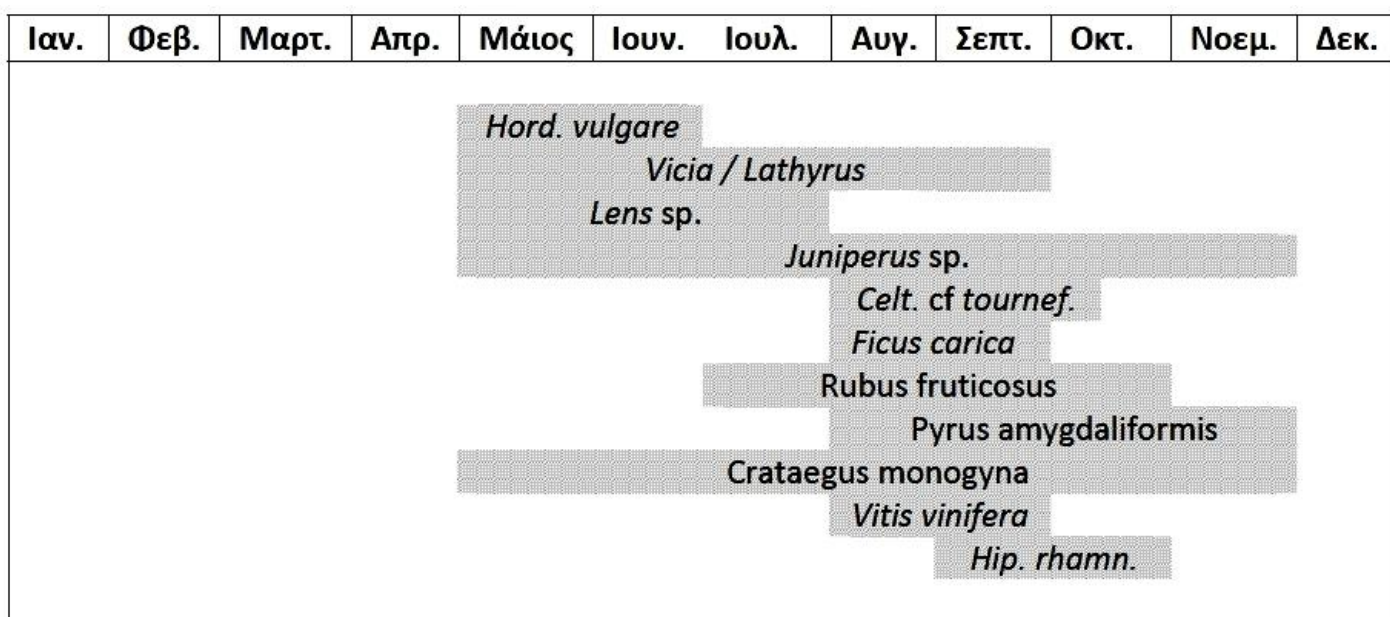 Ιαν. Φεβ. Μαρτ. Απρ. Μάιος Ιουν. Ιουλ. Αυγ. Σεπτ. Οκτ. Νοεμ. Δεκ.
Hord. vulgare
Vicia / Lathyrus
Lens sp.
Juniperus sp.
Celt. cf tournef.
Ficus carica
Rubus fruticosus
Pyrus amygdaliformis
Crataegus monogyna
Vitis vinifera
Hip. rhamn.